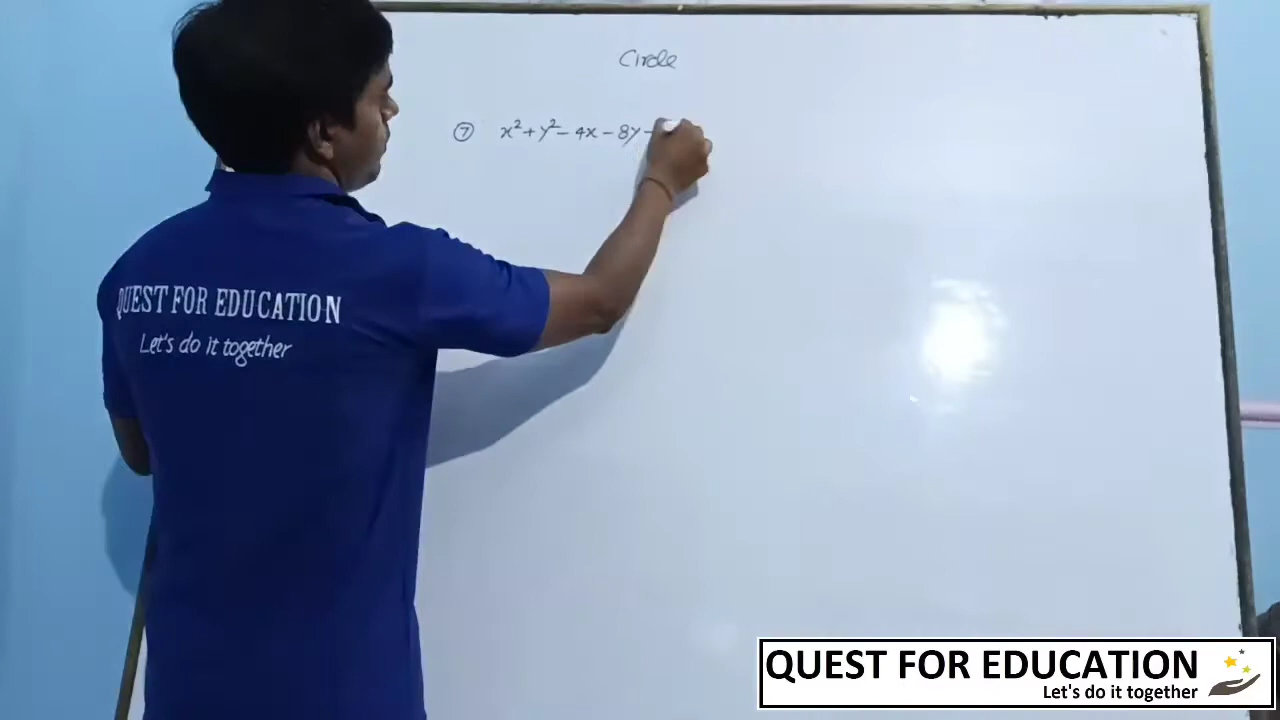 Circle
⑦ x² + y² - 4x - 8y -
QUEST FOR EDUCATION
Let's do it together
QUEST FOR EDUCATION
Let's do it together